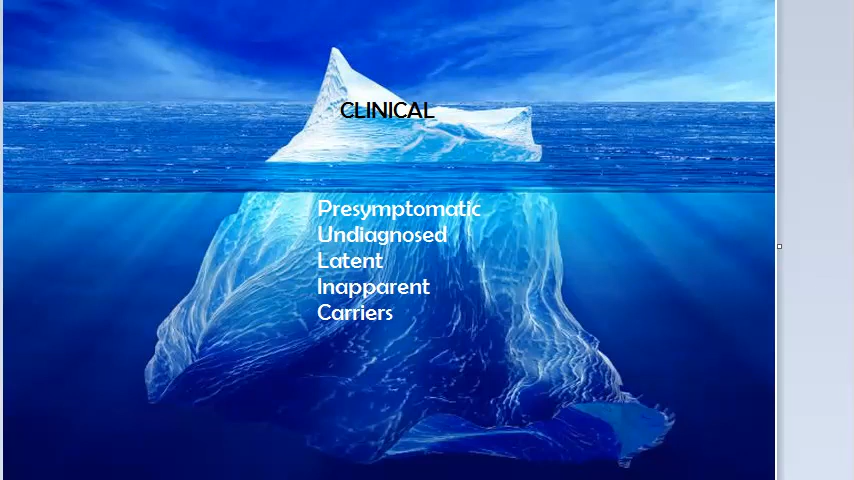 CLINICAL
Presymptomatic
Undiagnosed
Latent
Inapparent
Carriers